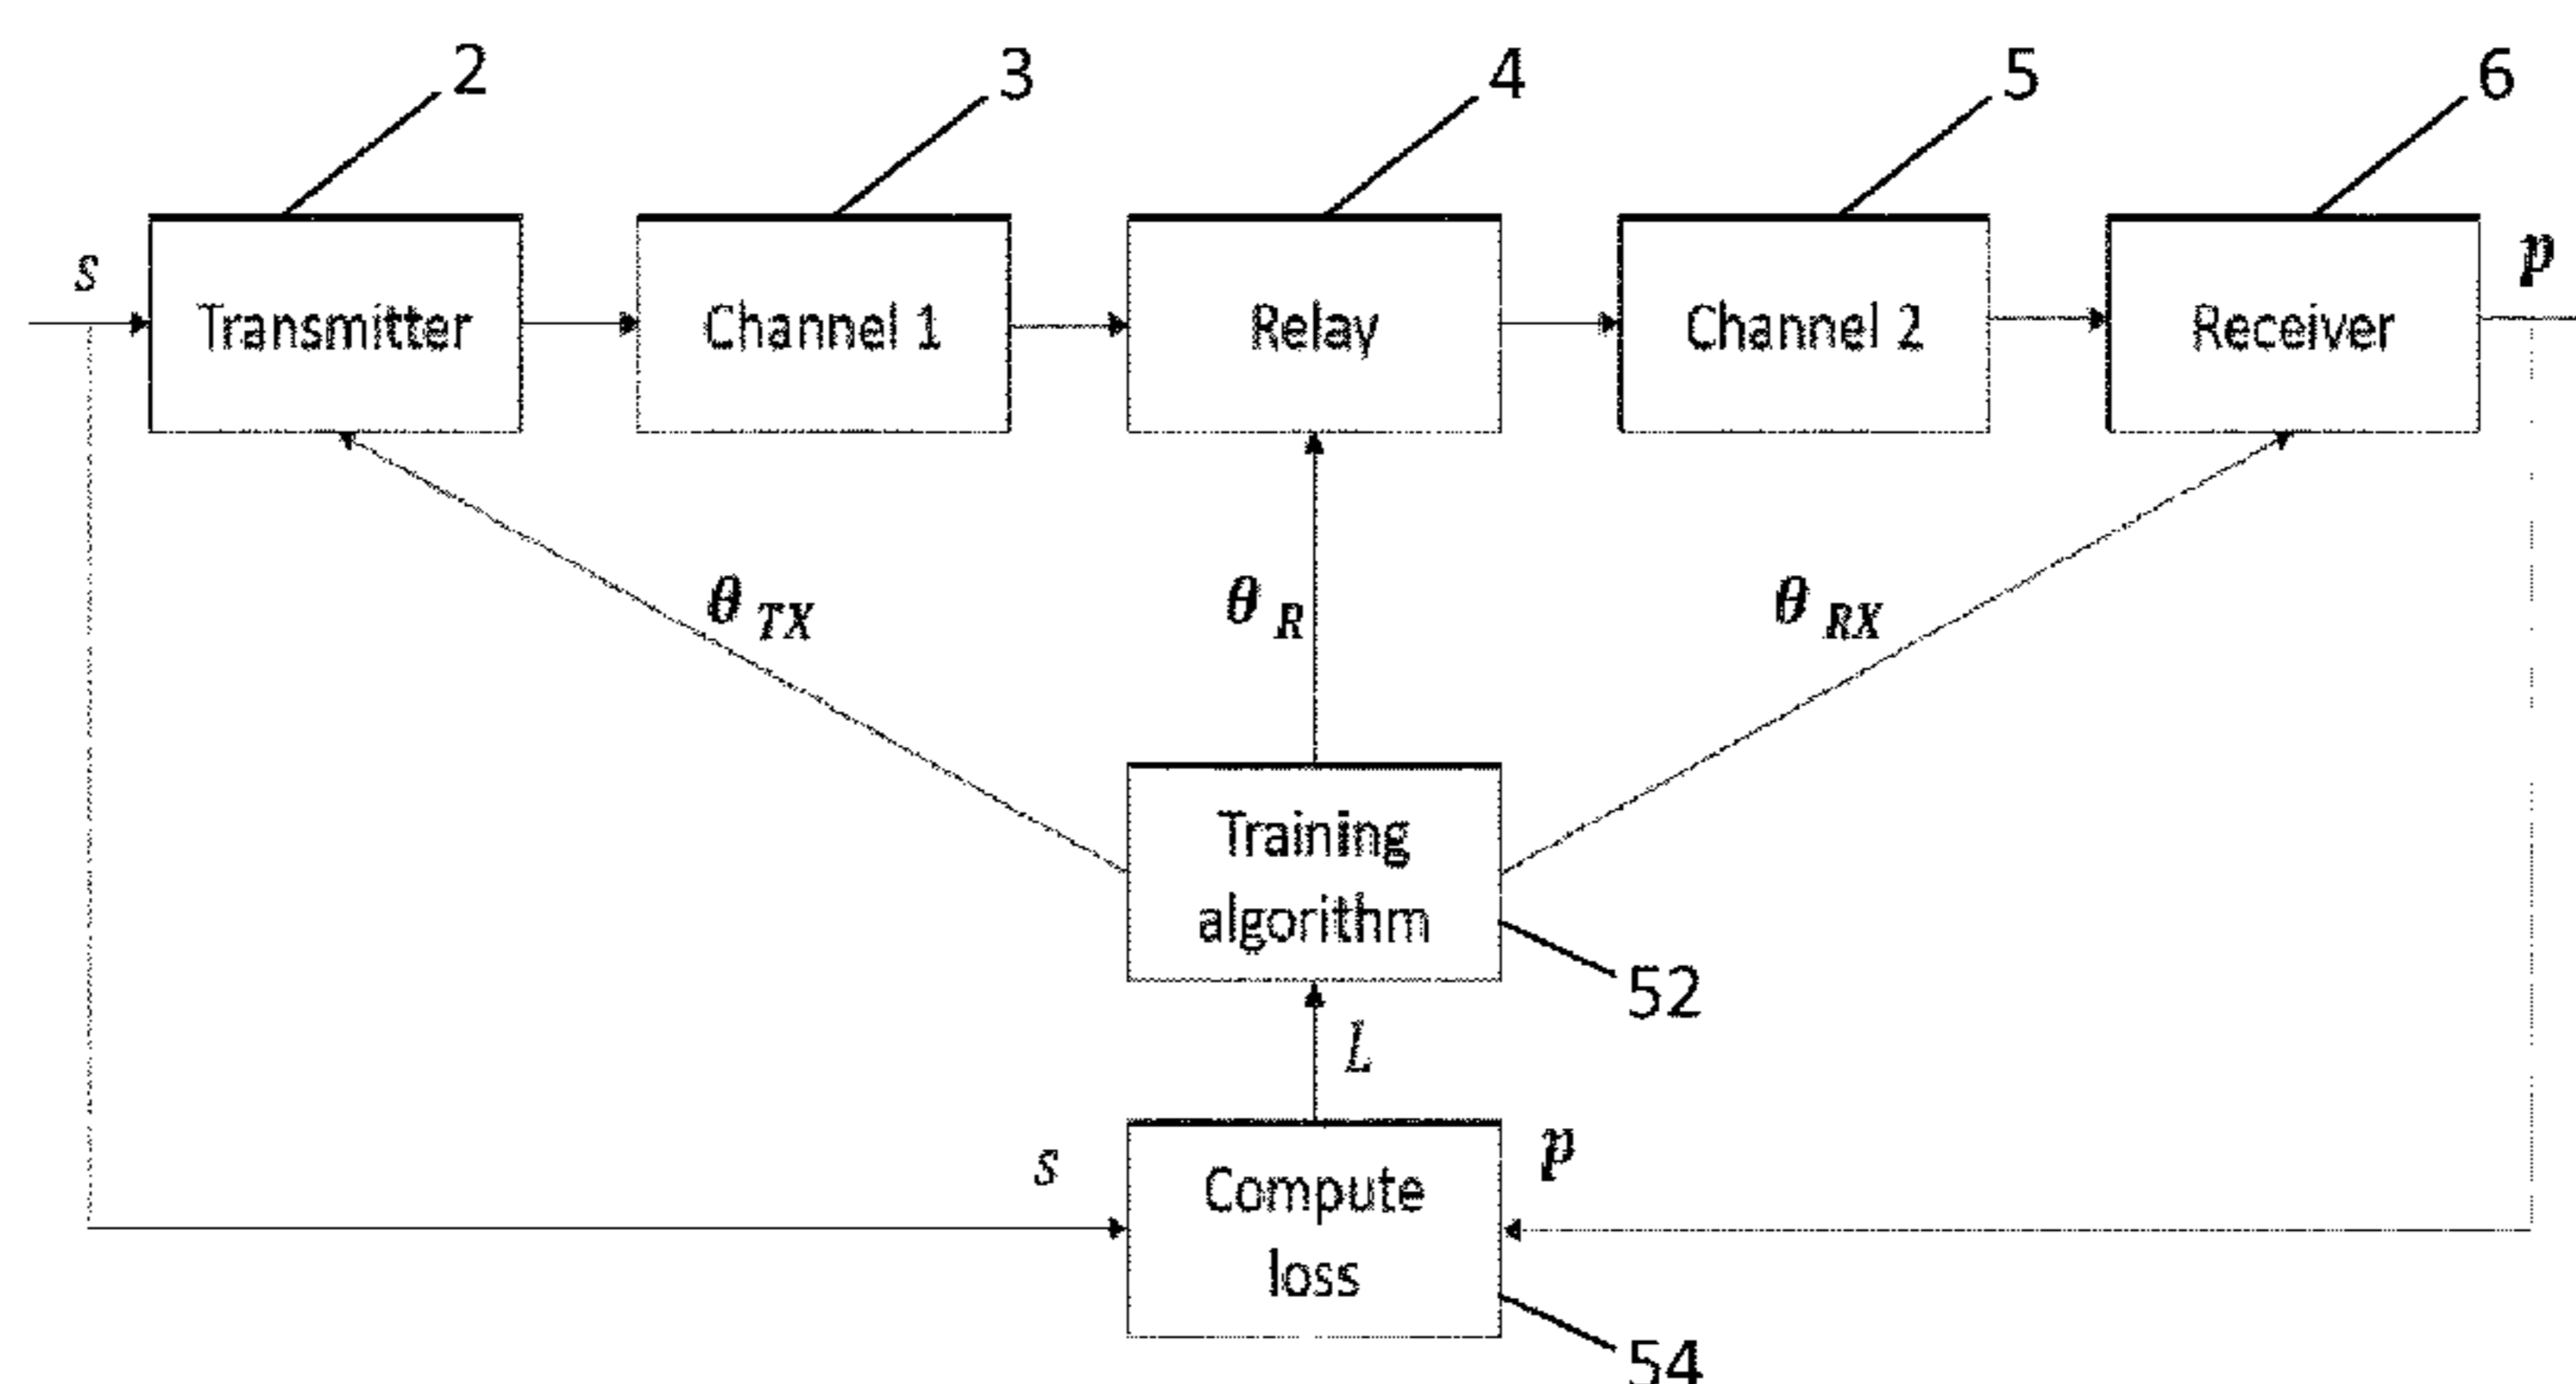 2 3 4 5 6
s p
Transmitter Channel 1 Relay Channel 2 Receiver
θ TX θ R θ RX
Training
algorithm
52
L
s p
Compute
loss
54